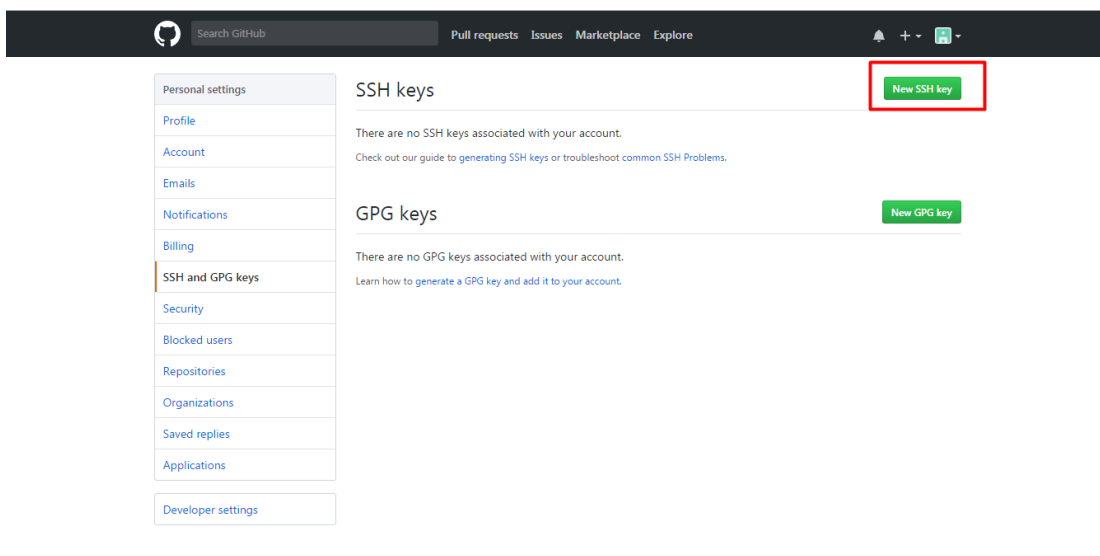 Search GitHub
Pull requests Issues Marketplace Explore
Personal settings
Profile
Account
Emails
Notifications
Billing
SSH and GPG keys
Security
Blocked users
Repositories
Organizations
Saved replies
Applications
Developer settings
SSH keys
New SSH key
There are no SSH keys associated with your account.
Check out our guide to generating SSH keys or troubleshoot common SSH Problems.
GPG keys
New GPG key
There are no GPG keys associated with your account.
Learn how to generate a GPG key and add it to your account.